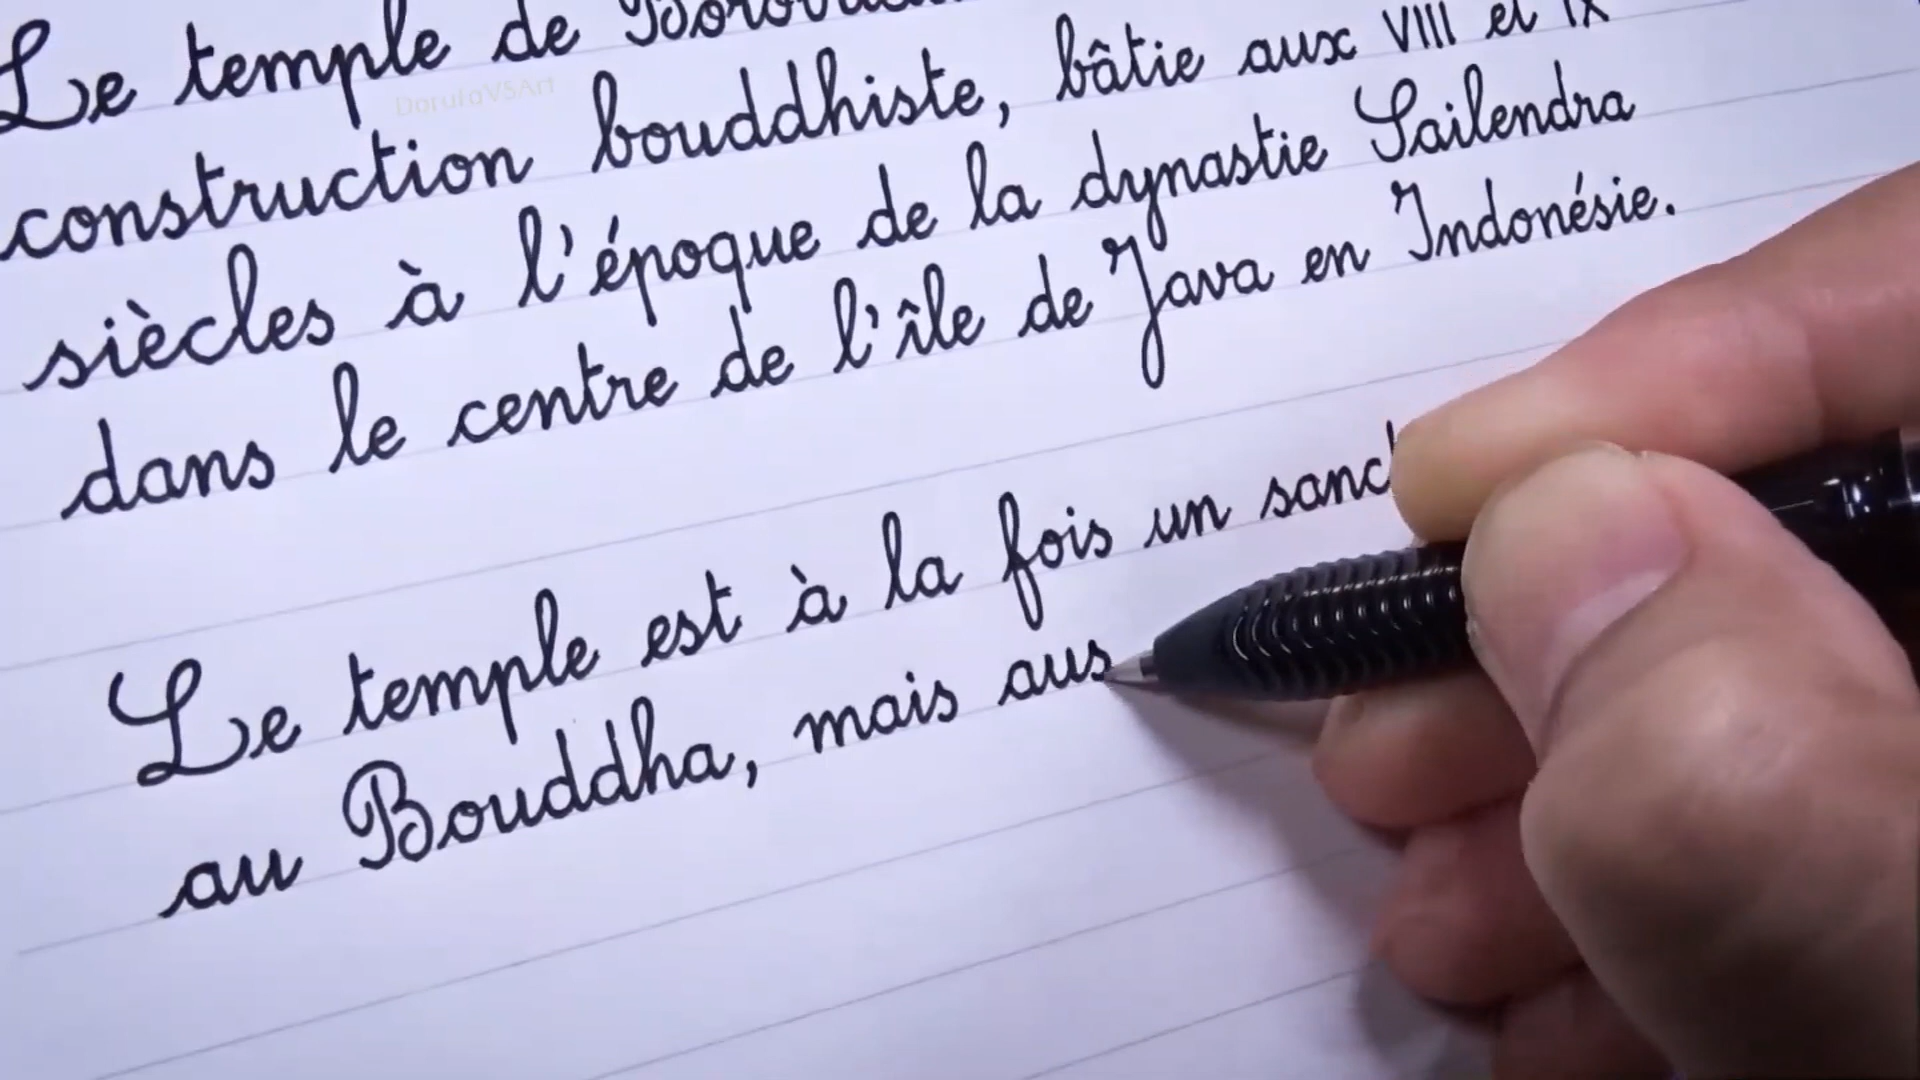 Le temple de
construction bouddhiste, bâtie aux VIII et IX
siècles à l'époque de la dynastie Sailendra
dans le centre de l'île de Java en Indonésie.
Le temple est à la fois un
au Bouddha, mais aus
DorufaVSArt